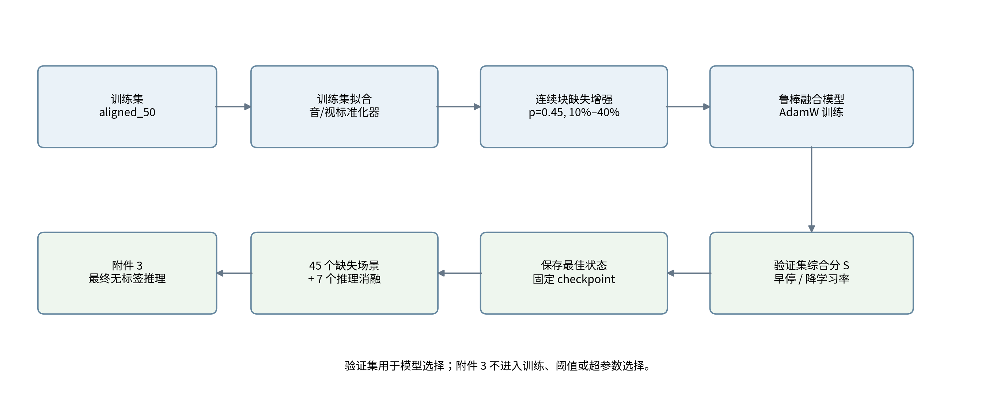 训练集
aligned_50
训练集拟合
音/视标准化器
连续块缺失增强
p=0.45, 10%–40%
鲁棒融合模型
AdamW 训练
附件 3
最终无标签推理
45 个缺失场景
+ 7 个推理消融
保存最佳状态
固定 checkpoint
验证集综合分 S
早停 / 降学习率
验证集用于模型选择；附件 3 不进入训练、阈值或超参数选择。